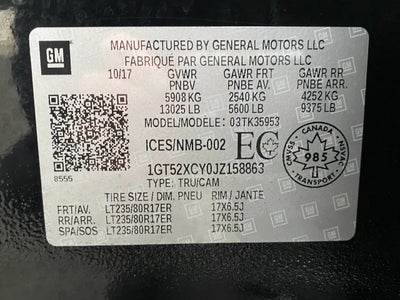 GM
MANUFACTURED BY GENERAL MOTORS LLC
FABRIQUÉ PAR GENERAL MOTORS LLC
10/17 GVWR GAWR FRT GAWR RR
PNBV PNBE AV. PNBE ARR.
5908 KG 2540 KG 4252 KG
13025 LB 5600 LB 9375 LB
MODEL/MODÈLE: 03TK35953
ICES/NMB-002 EC
CANADA
CMVSS NSVAC
985
TRANSPORT
8555
1GT52XCY0JZ158863
TYPE: TRU/CAM
TIRE SIZE / DIM PNEU RIM / JANTE
FRT/AV. LT235/80R17ER 17X6.5J
RR/ARR. LT235/80R17ER 17X6.5J
SPA/SOS LT235/80R17ER 17X6.5J